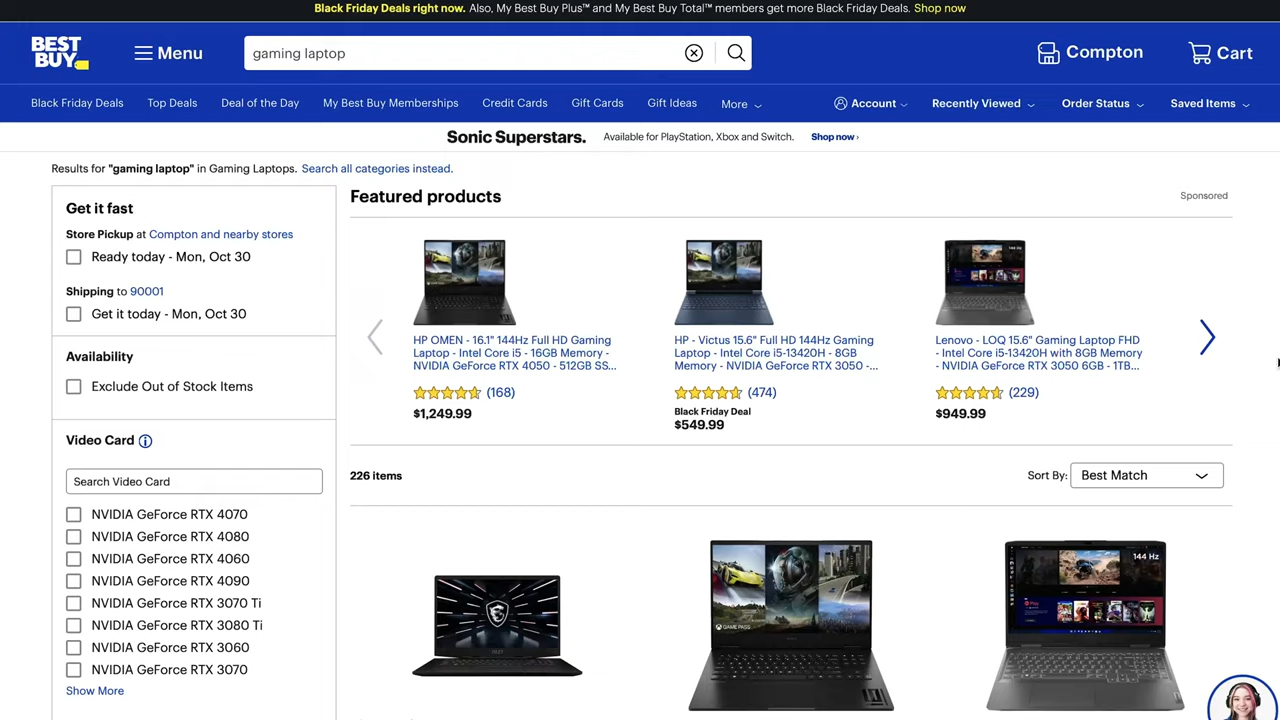 Black Friday Deals right now. Also, My Best Buy Plus™ and My Best Buy Total™ members get more Black Friday Deals. Shop now
BEST BUY
Menu
gaming laptop
Compton
Cart
Black Friday Deals
Top Deals
Deal of the Day
My Best Buy Memberships
Credit Cards
Gift Cards
Gift Ideas
More
Account
Recently Viewed
Order Status
Saved Items
Sonic Superstars. Available for PlayStation, Xbox and Switch. Shop now ›
Results for "gaming laptop" in Gaming Laptops. Search all categories instead.
Get it fast
Store Pickup at Compton and nearby stores
Ready today - Mon, Oct 30
Shipping to 90001
Get it today - Mon, Oct 30
Availability
Exclude Out of Stock Items
Video Card
Search Video Card
NVIDIA GeForce RTX 4070
NVIDIA GeForce RTX 4080
NVIDIA GeForce RTX 4060
NVIDIA GeForce RTX 4090
NVIDIA GeForce RTX 3070 Ti
NVIDIA GeForce RTX 3080 Ti
NVIDIA GeForce RTX 3060
NVIDIA GeForce RTX 3070
Show More
Featured products
Sponsored
HP OMEN - 16.1" 144Hz Full HD Gaming
Laptop - Intel Core i5 - 16GB Memory -
NVIDIA GeForce RTX 4050 - 512GB SS...
(168)
$1,249.99
HP - Victus 15.6" Full HD 144Hz Gaming
Laptop - Intel Core i5-13420H - 8GB
Memory - NVIDIA GeForce RTX 3050 -...
(474)
Black Friday Deal
$549.99
144 Hz
Lenovo - LOQ 15.6" Gaming Laptop FHD
- Intel Core i5-13420H with 8GB Memory
- NVIDIA GeForce RTX 3050 6GB - 1TB...
(229)
$949.99
226 items
Sort By: Best Match
GAME PASS
144 Hz